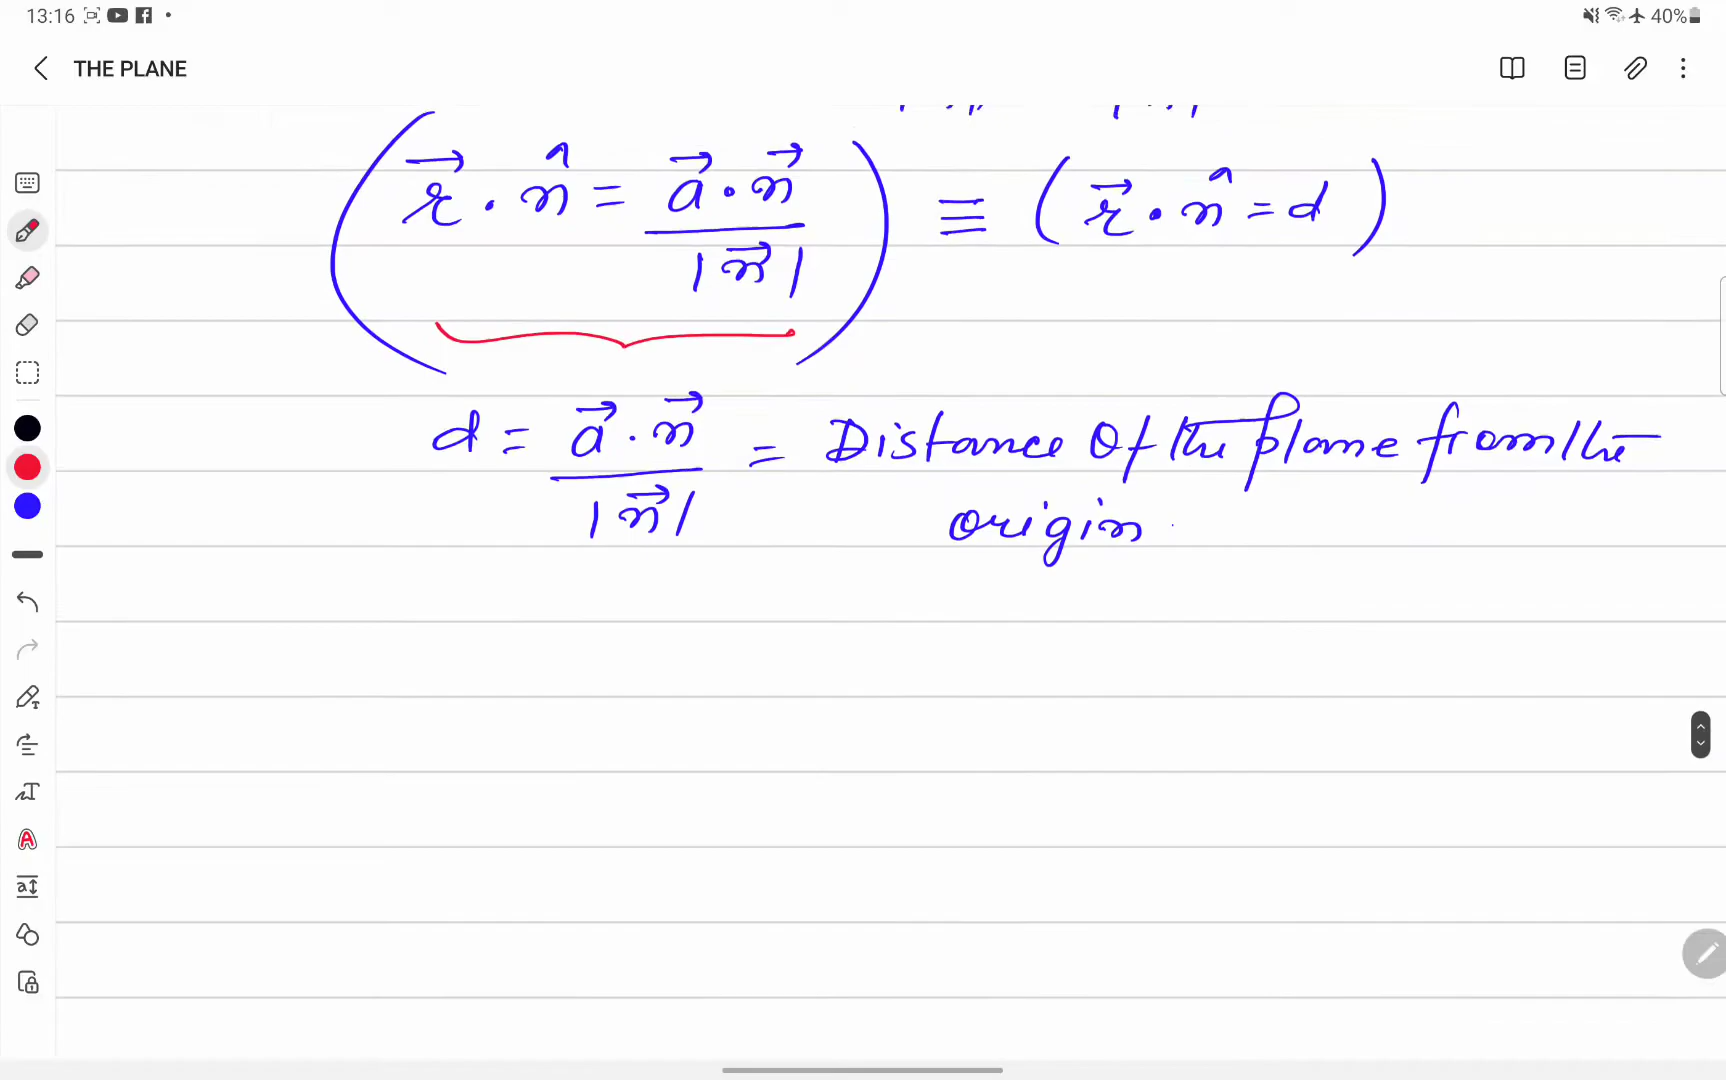 13:16
40%
THE PLANE
(r⃗ · n̂ = a⃗ · n⃗ / |n⃗|) ≡ (r⃗ · n̂ = d)
d = a⃗ · n⃗ / |n⃗| = Distance Of the plane from the
origin